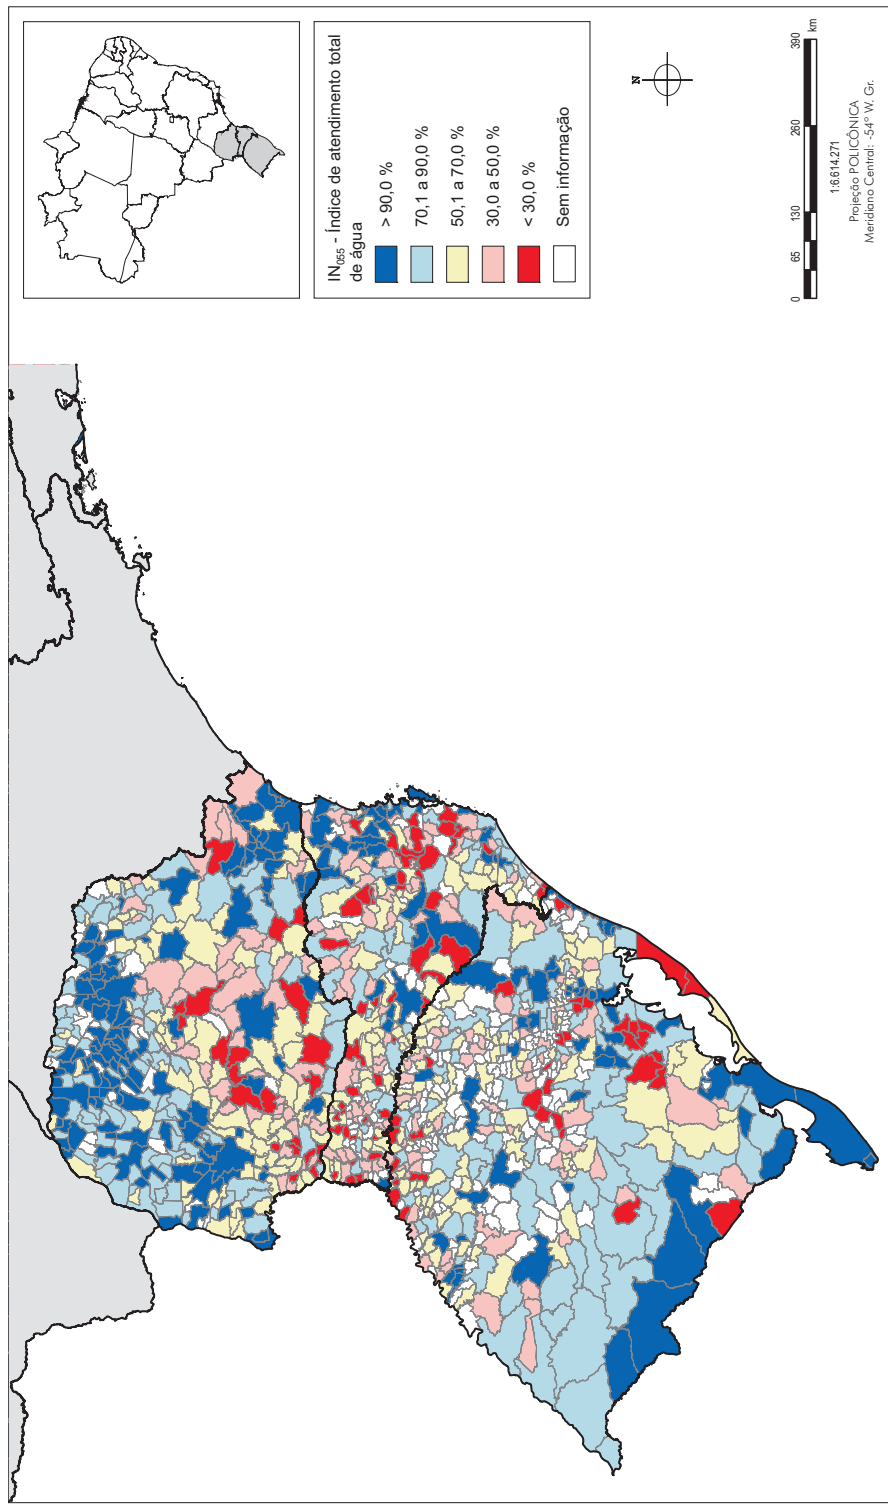 IN055 - Índice de atendimento total
de água
> 90,0 %
70,1 a 90,0 %
50,1 a 70,0 %
30,0 a 50,0 %
< 30,0 %
Sem informação
N
0 65 130 260 390
km
1:6.614.271
Projeção POLICÔNICA
Meridiano Central: -54° W. Gr.